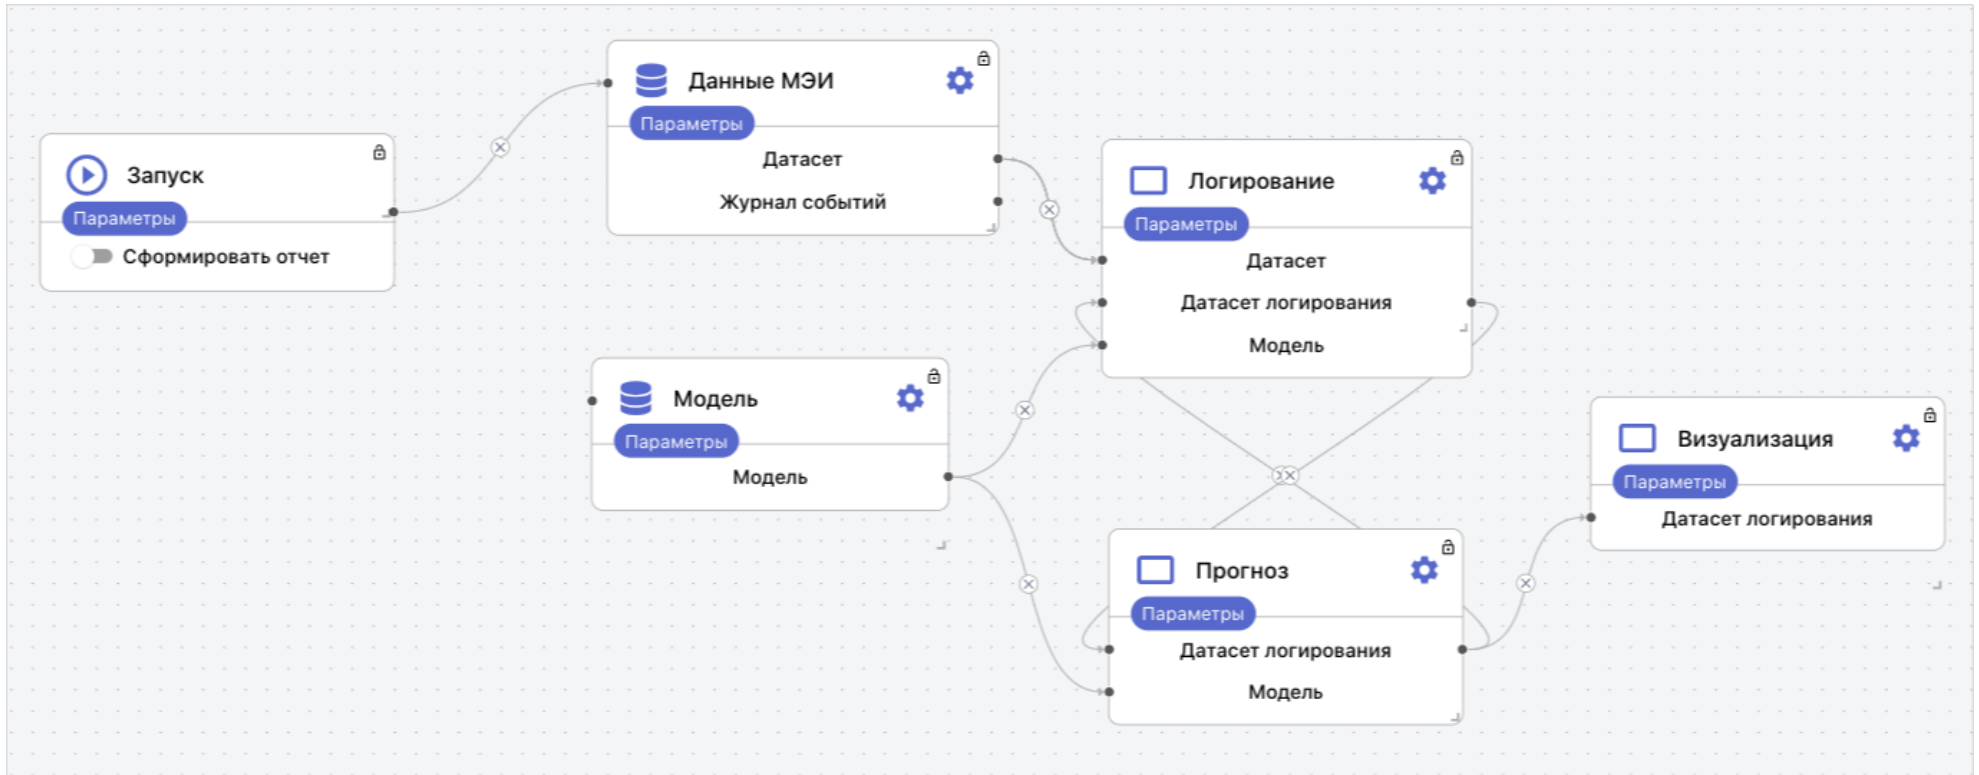 Запуск
Параметры
Сформировать отчет
Данные МЭИ
Параметры
Датасет
Журнал событий
Модель
Параметры
Модель
Логирование
Параметры
Датасет
Датасет логирования
Модель
Прогноз
Параметры
Датасет логирования
Модель
Визуализация
Параметры
Датасет логирования